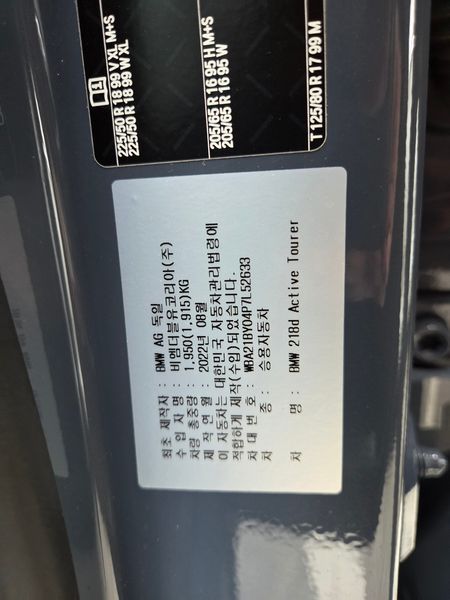 225/50 R 18 99 V XL M+S
225/50 R 18 99 W XL
205/65 R 16 95 H M+S
205/65 R 16 95 W
T 125/80 R 17 99 M
최초 제작자 : BMW AG 독일
수 입 사 명 : 비엠더블유코리아(주)
차량 총중량 : 1,950(1,915)KG
제 작 연 월 : 2022년 08월
이 자동차는 대한민국 자동차관리법령에
적합하게 제작(수입)되었습니다.
차 대 번 호 : WBA21BY04P7L52633
차 종 : 승용자동차
차 명 : BMW 218d Active Tourer